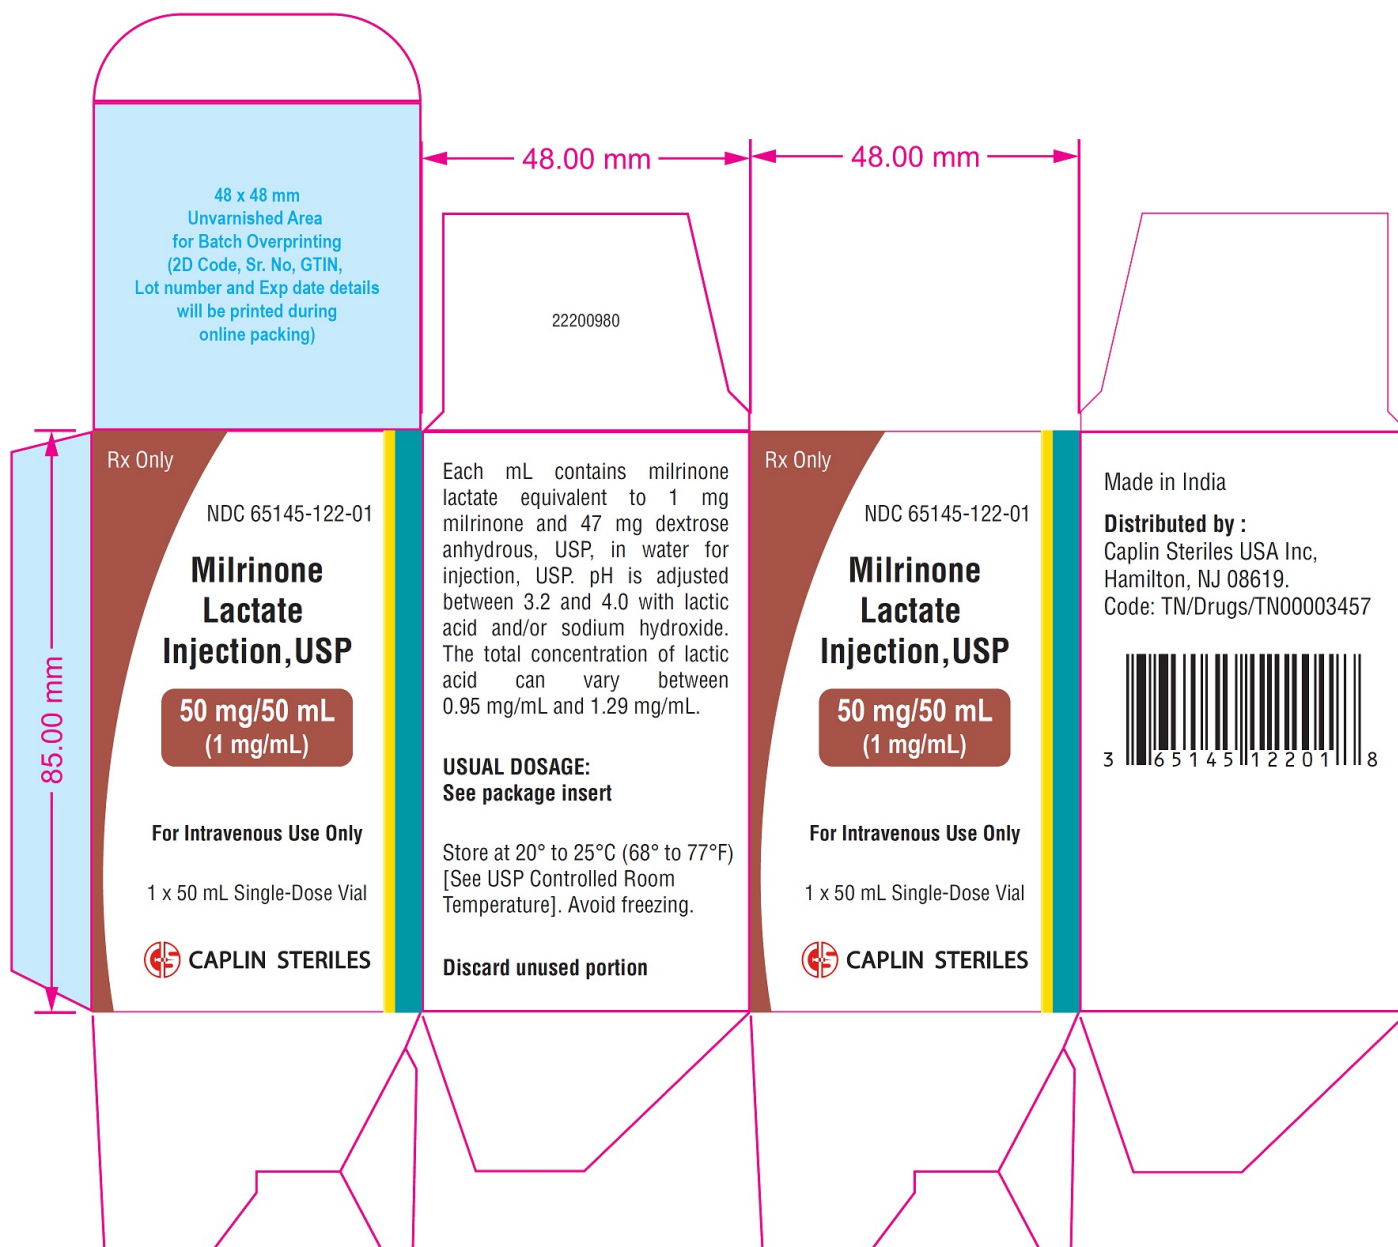 48.00 mm
48.00 mm
48 x 48 mm
Unvarnished Area
for Batch Overprinting
(2D Code, Sr. No, GTIN,
Lot number and Exp date details
will be printed during
online packing)
22200980
85.00 mm
Rx Only
NDC 65145-122-01
Milrinone
Lactate
Injection, USP
50 mg/50 mL
(1 mg/mL)
For Intravenous Use Only
1 x 50 mL Single-Dose Vial
CAPLIN STERILES
Each mL contains milrinone
lactate equivalent to 1 mg
milrinone and 47 mg dextrose
anhydrous, USP, in water for
injection, USP. pH is adjusted
between 3.2 and 4.0 with lactic
acid and/or sodium hydroxide.
The total concentration of lactic
acid can vary between
0.95 mg/mL and 1.29 mg/mL.
USUAL DOSAGE:
See package insert
Store at 20° to 25°C (68° to 77°F)
[See USP Controlled Room
Temperature]. Avoid freezing.
Discard unused portion
Rx Only
NDC 65145-122-01
Milrinone
Lactate
Injection, USP
50 mg/50 mL
(1 mg/mL)
For Intravenous Use Only
1 x 50 mL Single-Dose Vial
CAPLIN STERILES
Made in India
Distributed by :
Caplin Steriles USA Inc,
Hamilton, NJ 08619.
Code: TN/Drugs/TN00003457
3 65145 12201 8